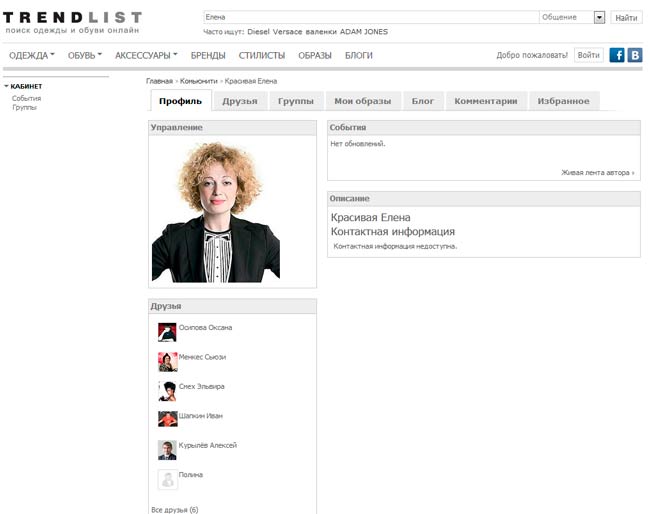 TRENDLIST
поиск одежды и обуви онлайн
Елена
Общение
Найти
Часто ищут: Diesel Versace валенки ADAM JONES
ОДЕЖДА ОБУВЬ АКСЕССУАРЫ БРЕНДЫ СТИЛИСТЫ ОБРАЗЫ БЛОГИ
Добро пожаловать! Войти f B
КАБИНЕТ
События
Группы
Главная » Комьюнити » Красивая Елена
Профиль Друзья Группы Мои образы Блог Комментарии Избранное
Управление
События
Нет обновлений.
Живая лента автора ›
Описание
Красивая Елена
Контактная информация
Контактная информация недоступна.
Друзья
Осипова Оксана
Менкес Сьюзи
Смех Эльвира
Шапкин Иван
Курылёв Алексей
Полина
Все друзья (6)